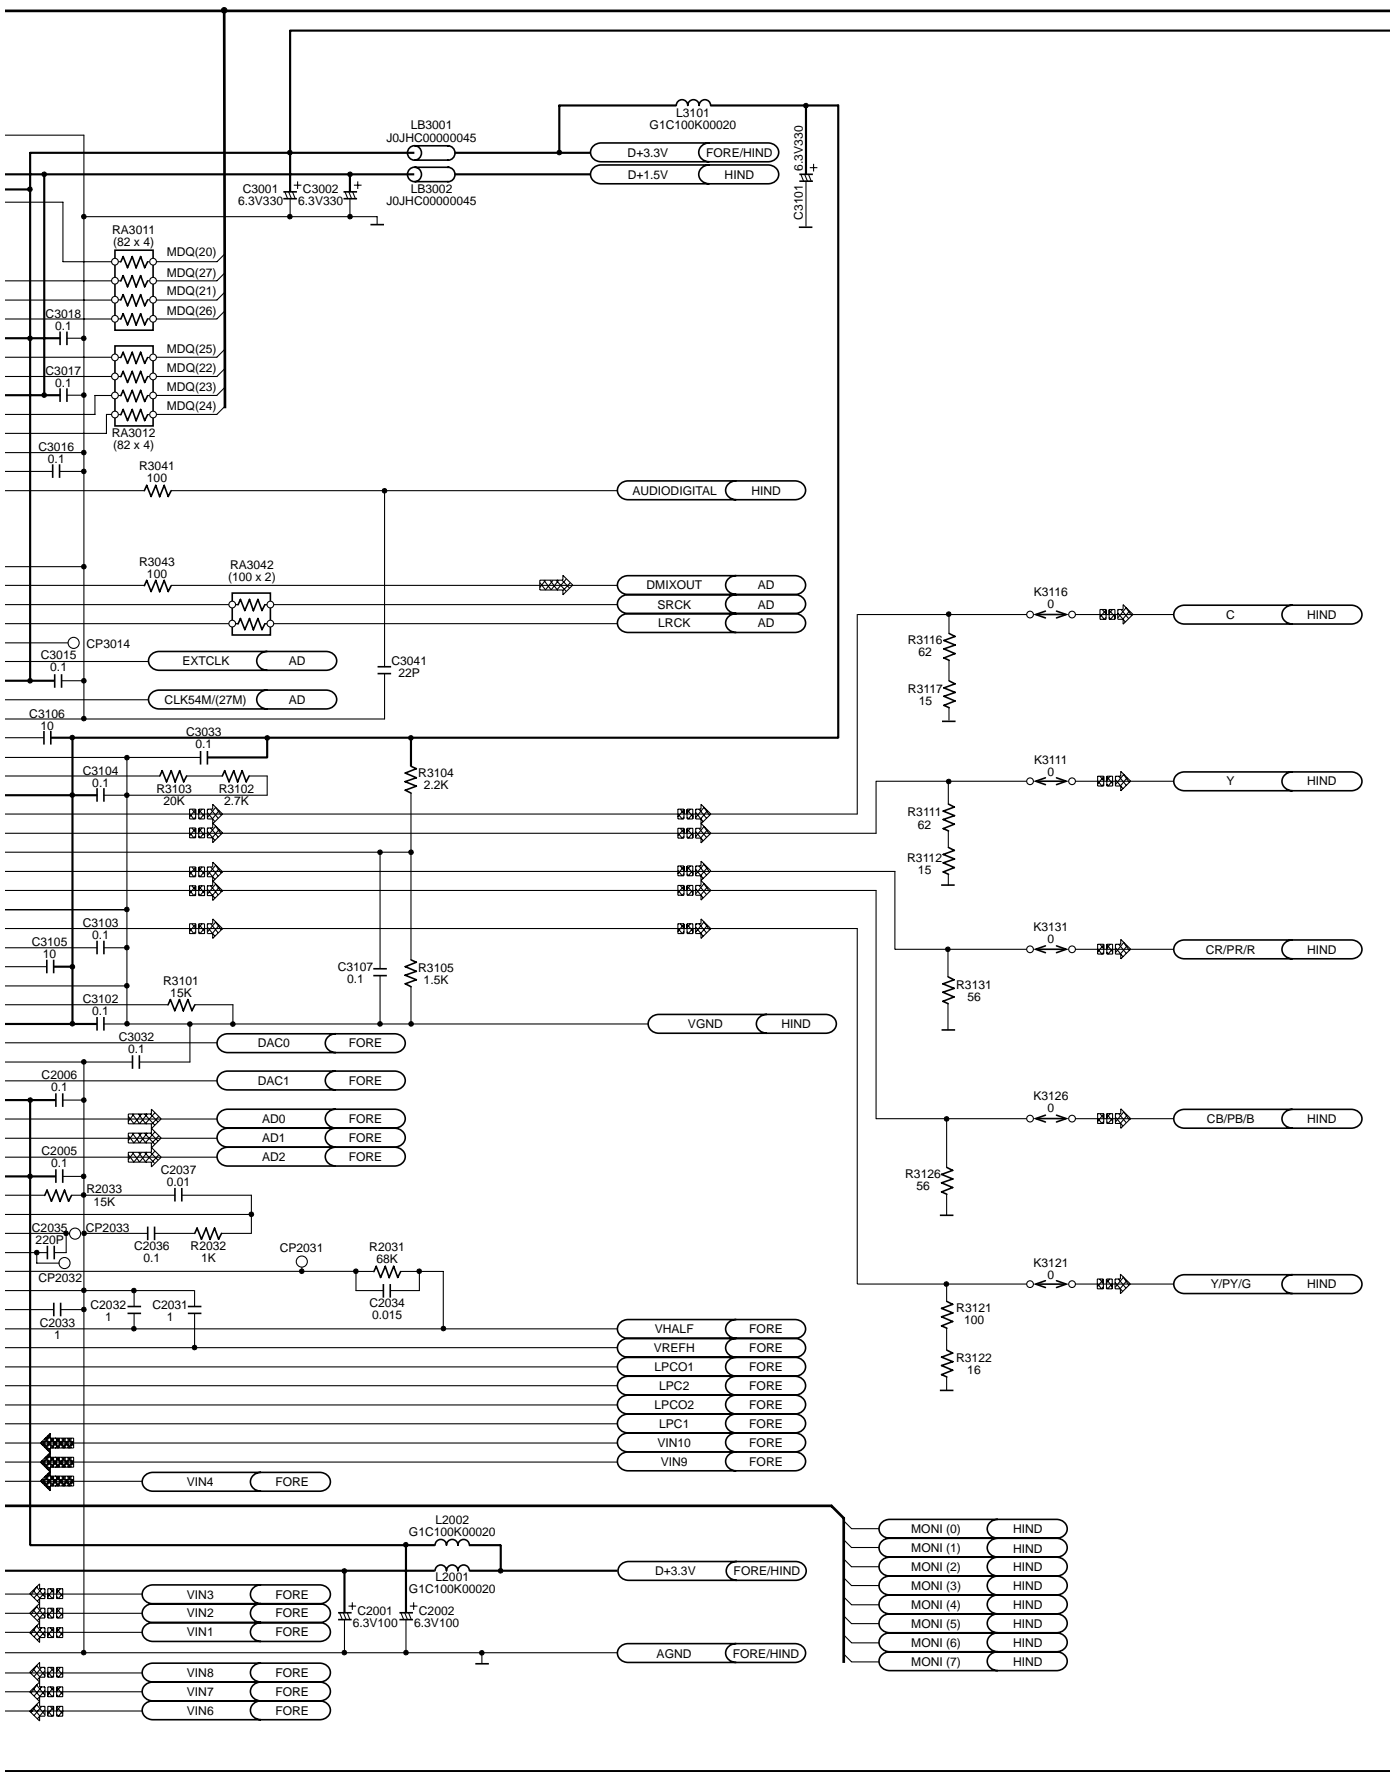 L3101
G1C100K00020
LB3001
J0JHC00000045
D+3.3V FORE/HIND
D+1.5V HIND
LB3002
J0JHC00000045
C3001
6.3V330
+
C3002
6.3V330
+
C3101 6.3V330
+
RA3011
(82 x 4)
MDQ(20)
MDQ(27)
MDQ(21)
MDQ(26)
C3018
0.1
MDQ(25)
MDQ(22)
MDQ(23)
MDQ(24)
C3017
0.1
RA3012
(82 x 4)
C3016
0.1
R3041
100
AUDIODIGITAL HIND
R3043
100
RA3042
(100 x 2)
DMIXOUT AD
SRCK AD
LRCK AD
CP3014
C3015
0.1
EXTCLK AD
C3041
22P
CLK54M/(27M) AD
C3106
10
C3033
0.1
C3104
0.1
R3103
20K
R3102
2.7K
R3104
2.2K
K3116
0
C HIND
R3116
62
R3117
15
K3111
0
Y HIND
R3111
62
R3112
15
C3103
0.1
C3105
10
C3107
0.1
R3105
1.5K
R3101
15K
C3102
0.1
VGND HIND
K3131
0
CR/PR/R HIND
R3131
56
C3032
0.1
DAC0 FORE
C2006
0.1
DAC1 FORE
AD0 FORE
AD1 FORE
AD2 FORE
K3126
0
CB/PB/B HIND
R3126
56
C2005
0.1
R2033
15K
C2037
0.01
C2035
220P
CP2033
C2036
0.1
R2032
1K
CP2032
CP2031
R2031
68K
C2034
0.015
K3121
0
Y/PY/G HIND
R3121
100
R3122
16
C2033
1
C2032
1
C2031
1
VHALF FORE
VREFH FORE
LPCO1 FORE
LPC2 FORE
LPCO2 FORE
LPC1 FORE
VIN10 FORE
VIN9 FORE
VIN4 FORE
L2002
G1C100K00020
D+3.3V FORE/HIND
L2001
G1C100K00020
MONI (0) HIND
MONI (1) HIND
MONI (2) HIND
MONI (3) HIND
MONI (4) HIND
MONI (5) HIND
MONI (6) HIND
MONI (7) HIND
VIN3 FORE
VIN2 FORE
VIN1 FORE
+
C2001
6.3V100
+
C2002
6.3V100
AGND FORE/HIND
VIN8 FORE
VIN7 FORE
VIN6 FORE